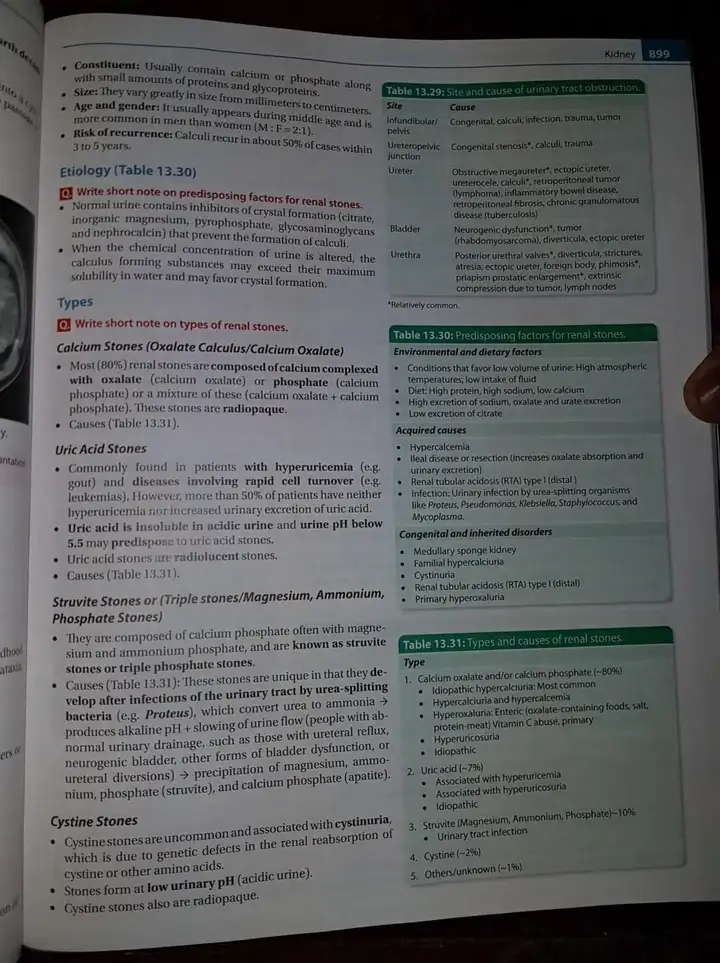 Kidney 899
• Constituent: Usually contain calcium or phosphate along
with small amounts of proteins and glycoproteins.
• Size: They vary greatly in size from millimeters to centimeters.
• Age and gender: It usually appears during middle age and is
more common in men than women (M : F = 2:1).
• Risk of recurrence: Calculi recur in about 50% of cases within
3 to 5 years.
Etiology (Table 13.30)
Q. Write short note on predisposing factors for renal stones.
• Normal urine contains inhibitors of crystal formation (citrate,
inorganic magnesium, pyrophosphate, glycosaminoglycans
and nephrocalcin) that prevent the formation of calculi.
• When the chemical concentration of urine is altered, the
calculus forming substances may exceed their maximum
solubility in water and may favor crystal formation.
Types
Q. Write short note on types of renal stones.
Calcium Stones (Oxalate Calculus/Calcium Oxalate)
• Most (80%) renal stones are composed of calcium complexed
with oxalate (calcium oxalate) or phosphate (calcium
phosphate) or a mixture of these (calcium oxalate + calcium
phosphate). These stones are radiopaque.
• Causes (Table 13.31).
Uric Acid Stones
• Commonly found in patients with hyperuricemia (e.g.
gout) and diseases involving rapid cell turnover (e.g.
leukemias). However, more than 50% of patients have neither
hyperuricemia nor increased urinary excretion of uric acid.
• Uric acid is insoluble in acidic urine and urine pH below
5.5 may predispose to uric acid stones.
• Uric acid stones are radiolucent stones.
• Causes (Table 13.31).
Struvite Stones or (Triple stones/Magnesium, Ammonium,
Phosphate Stones)
• They are composed of calcium phosphate often with magne-
sium and ammonium phosphate, and are known as struvite
stones or triple phosphate stones.
• Causes (Table 13.31): These stones are unique in that they de-
velop after infections of the urinary tract by urea-splitting
bacteria (e.g. Proteus), which convert urea to ammonia →
produces alkaline pH + slowing of urine flow (people with ab-
normal urinary drainage, such as those with ureteral reflux,
neurogenic bladder, other forms of bladder dysfunction, or
ureteral diversions) → precipitation of magnesium, ammo-
nium, phosphate (struvite), and calcium phosphate (apatite).
Cystine Stones
• Cystine stones are uncommon and associated with cystinuria,
which is due to genetic defects in the renal reabsorption of
cystine or other amino acids.
• Stones form at low urinary pH (acidic urine).
• Cystine stones also are radiopaque.
Table 13.29: Site and cause of urinary tract obstruction.
Site Cause
Infundibular/ Congenital, calculi, infection, trauma, tumor
pelvis
Ureteropelvic Congenital stenosis*, calculi, trauma
junction
Ureter Obstructive megaureter*, ectopic ureter,
ureterocele, calculi*, retroperitoneal tumor
(lymphoma), inflammatory bowel disease,
retroperitoneal fibrosis, chronic granulomatous
disease (tuberculosis)
Bladder Neurogenic dysfunction*, tumor
(rhabdomyosarcoma), diverticula, ectopic ureter
Urethra Posterior urethral valves*, diverticula, strictures,
atresia, ectopic ureter, foreign body, phimosis*,
priapism prostatic enlargement*, extrinsic
compression due to tumor, lymph nodes
*Relatively common.
Table 13.30: Predisposing factors for renal stones.
Environmental and dietary factors
• Conditions that favor low volume of urine: High atmospheric
temperatures, low intake of fluid
• Diet: High protein, high sodium, low calcium
• High excretion of sodium, oxalate and urate excretion
• Low excretion of citrate
Acquired causes
• Hypercalcemia
• Ileal disease or resection (increases oxalate absorption and
urinary excretion)
• Renal tubular acidosis (RTA) type I (distal )
• Infection: Urinary infection by urea-splitting organisms
like Proteus, Pseudomonas, Klebsiella, Staphylococcus, and
Mycoplasma.
Congenital and inherited disorders
• Medullary sponge kidney
• Familial hypercalciuria
• Cystinuria
• Renal tubular acidosis (RTA) type I (distal)
• Primary hyperoxaluria
Table 13.31: Types and causes of renal stones.
Type
1. Calcium oxalate and/or calcium phosphate (~80%)
• Idiopathic hypercalciuria: Most common
• Hypercalciuria and hypercalcemia
• Hyperoxaluria: Enteric (oxalate-containing foods, salt,
protein-meat) Vitamin C abuse, primary
• Hyperuricosuria
• Idiopathic
2. Uric acid (~7%)
• Associated with hyperuricemia
• Associated with hyperuricosuria
• Idiopathic
3. Struvite (Magnesium, Ammonium, Phosphate)~10%
• Urinary tract infection
4. Cystine (~2%)
5. Others/unknown (~1%)